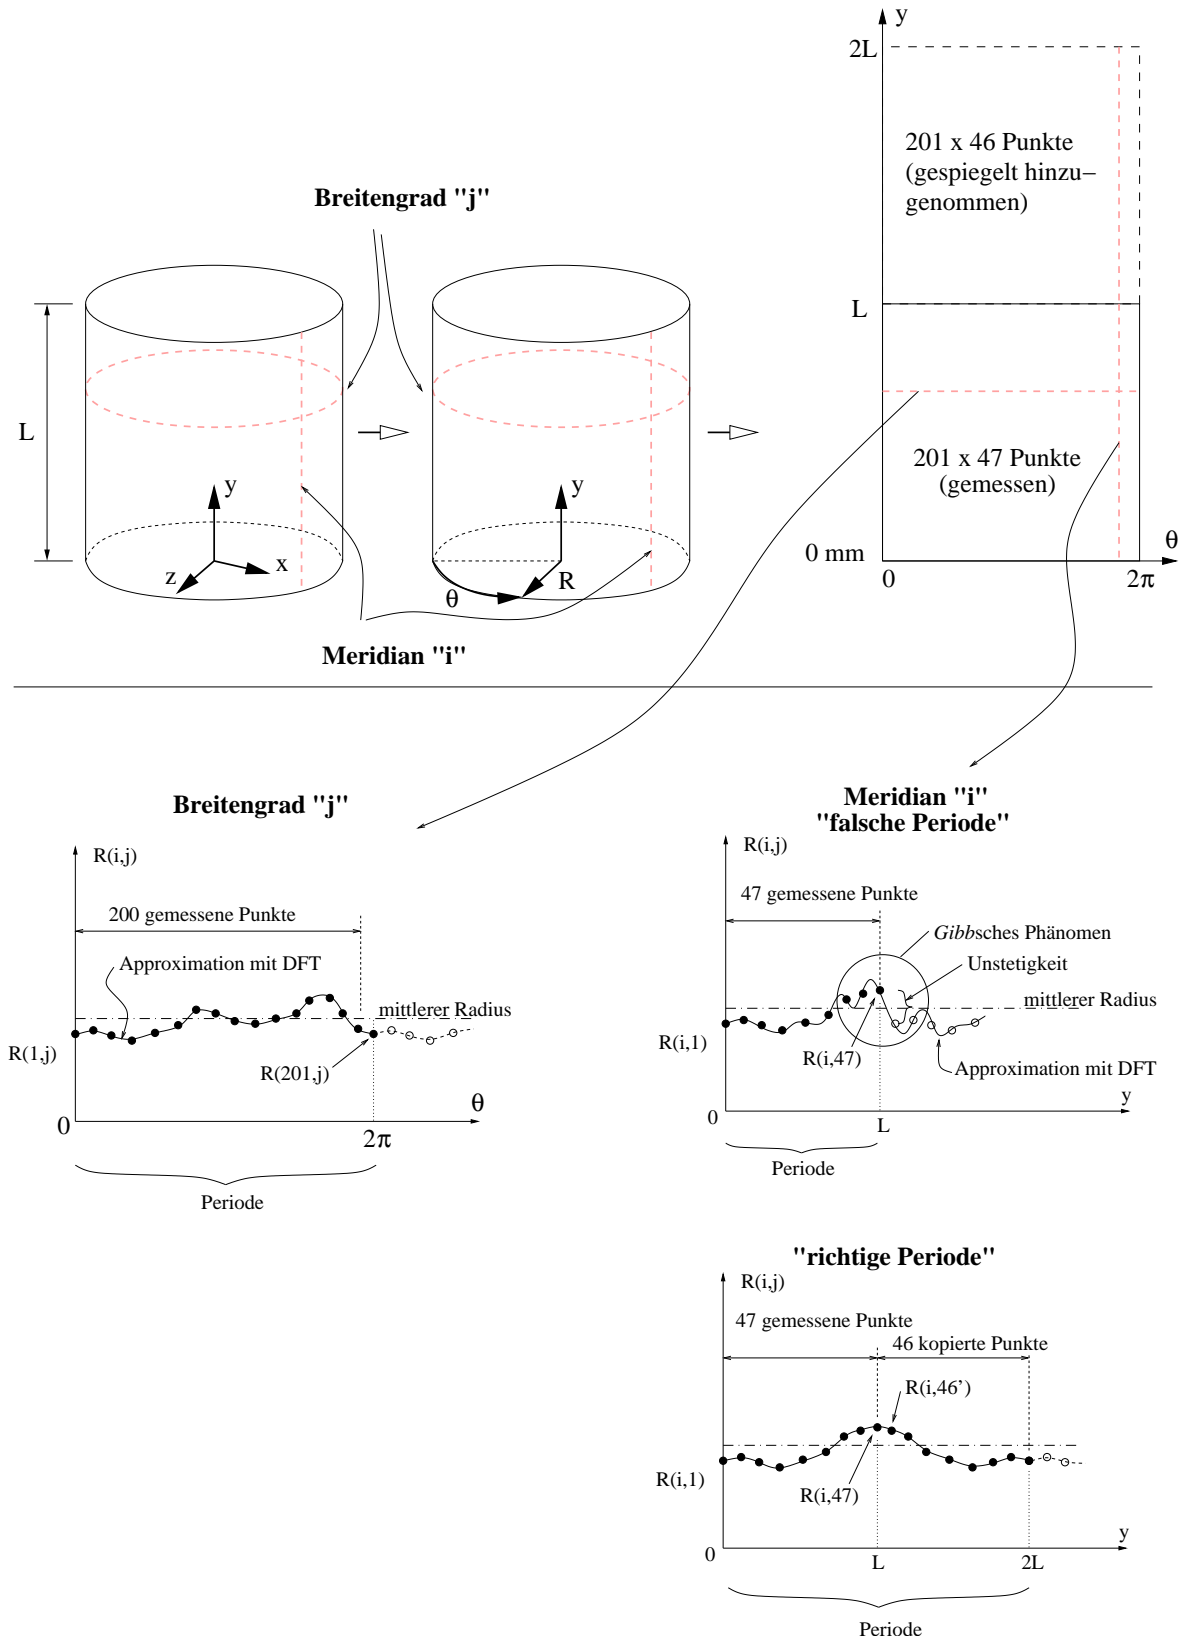 y
2L
201 x 46 Punkte
(gespiegelt hinzu–
genommen)
Breitengrad "j"
L
L
201 x 47 Punkte
(gemessen)
y
y
z
x
θ
R
0 mm
θ
0
2π
Meridian "i"
Breitengrad "j"
R(i,j)
200 gemessene Punkte
Approximation mit DFT
mittlerer Radius
R(1,j)
R(201,j)
0
θ
2π
Periode
Meridian "i"
"falsche Periode"
R(i,j)
47 gemessene Punkte
Gibbsches Phänomen
Unstetigkeit
mittlerer Radius
R(i,1)
R(i,47)
Approximation mit DFT
y
0
L
Periode
"richtige Periode"
R(i,j)
47 gemessene Punkte
46 kopierte Punkte
R(i,46’)
R(i,1)
R(i,47)
y
0
L
2L
Periode